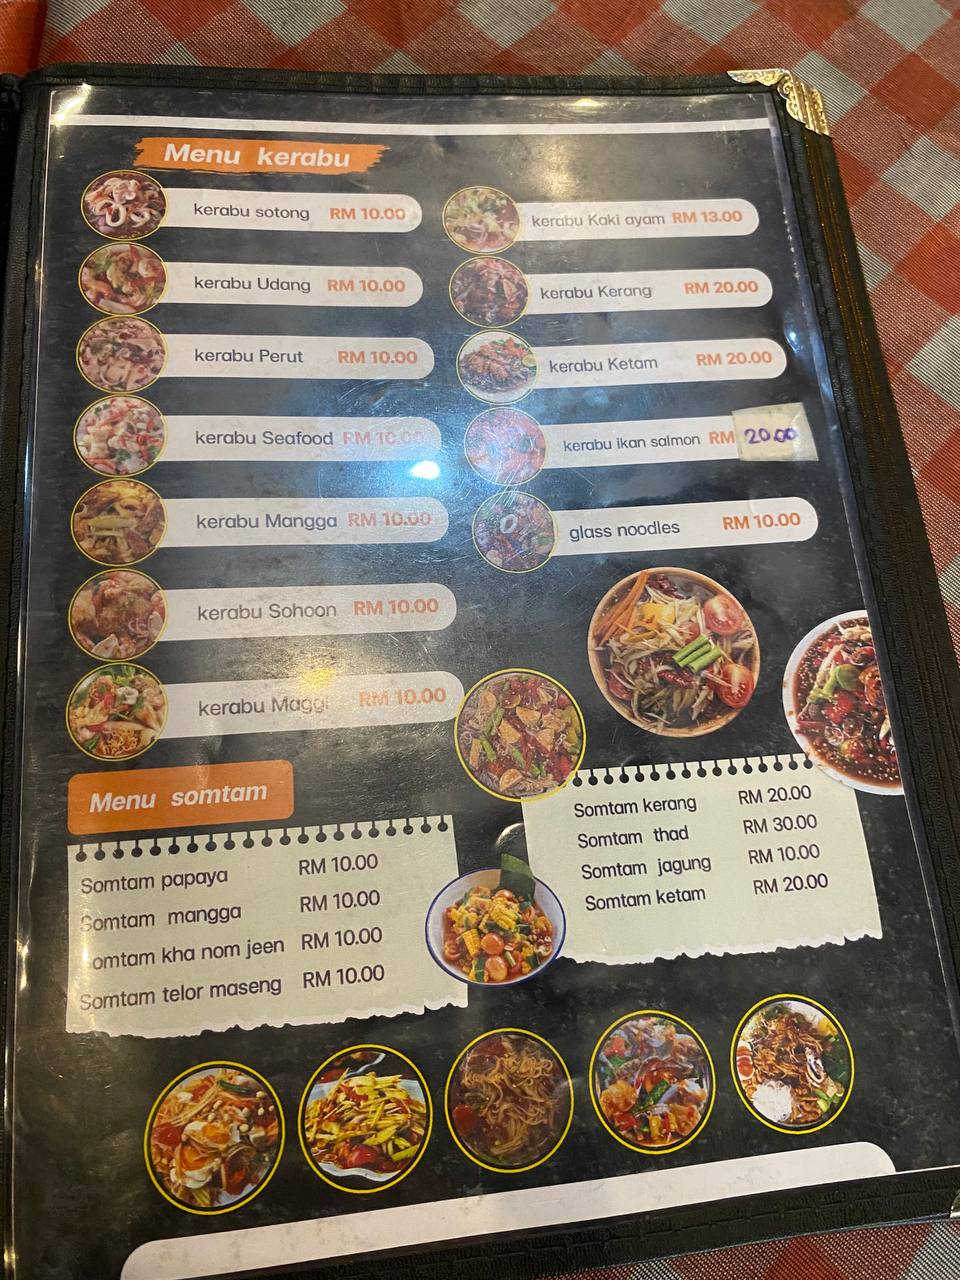 Menu kerabu
kerabu sotong RM 10.00
kerabu Udang RM 10.00
kerabu Perut RM 10.00
kerabu Seafood RM 10.00
kerabu Mangga RM 10.00
kerabu Sohoon RM 10.00
kerabu Maggi RM 10.00
kerabu Kaki ayam RM 13.00
kerabu Kerang RM 20.00
kerabu Ketam RM 20.00
kerabu ikan salmon RM 20.00
glass noodles RM 10.00
Menu somtam
Somtam papaya RM 10.00
Somtam mangga RM 10.00
Somtam kha nom jeen RM 10.00
Somtam telor maseng RM 10.00
Somtam kerang RM 20.00
Somtam thad RM 30.00
Somtam jagung RM 10.00
Somtam ketam RM 20.00